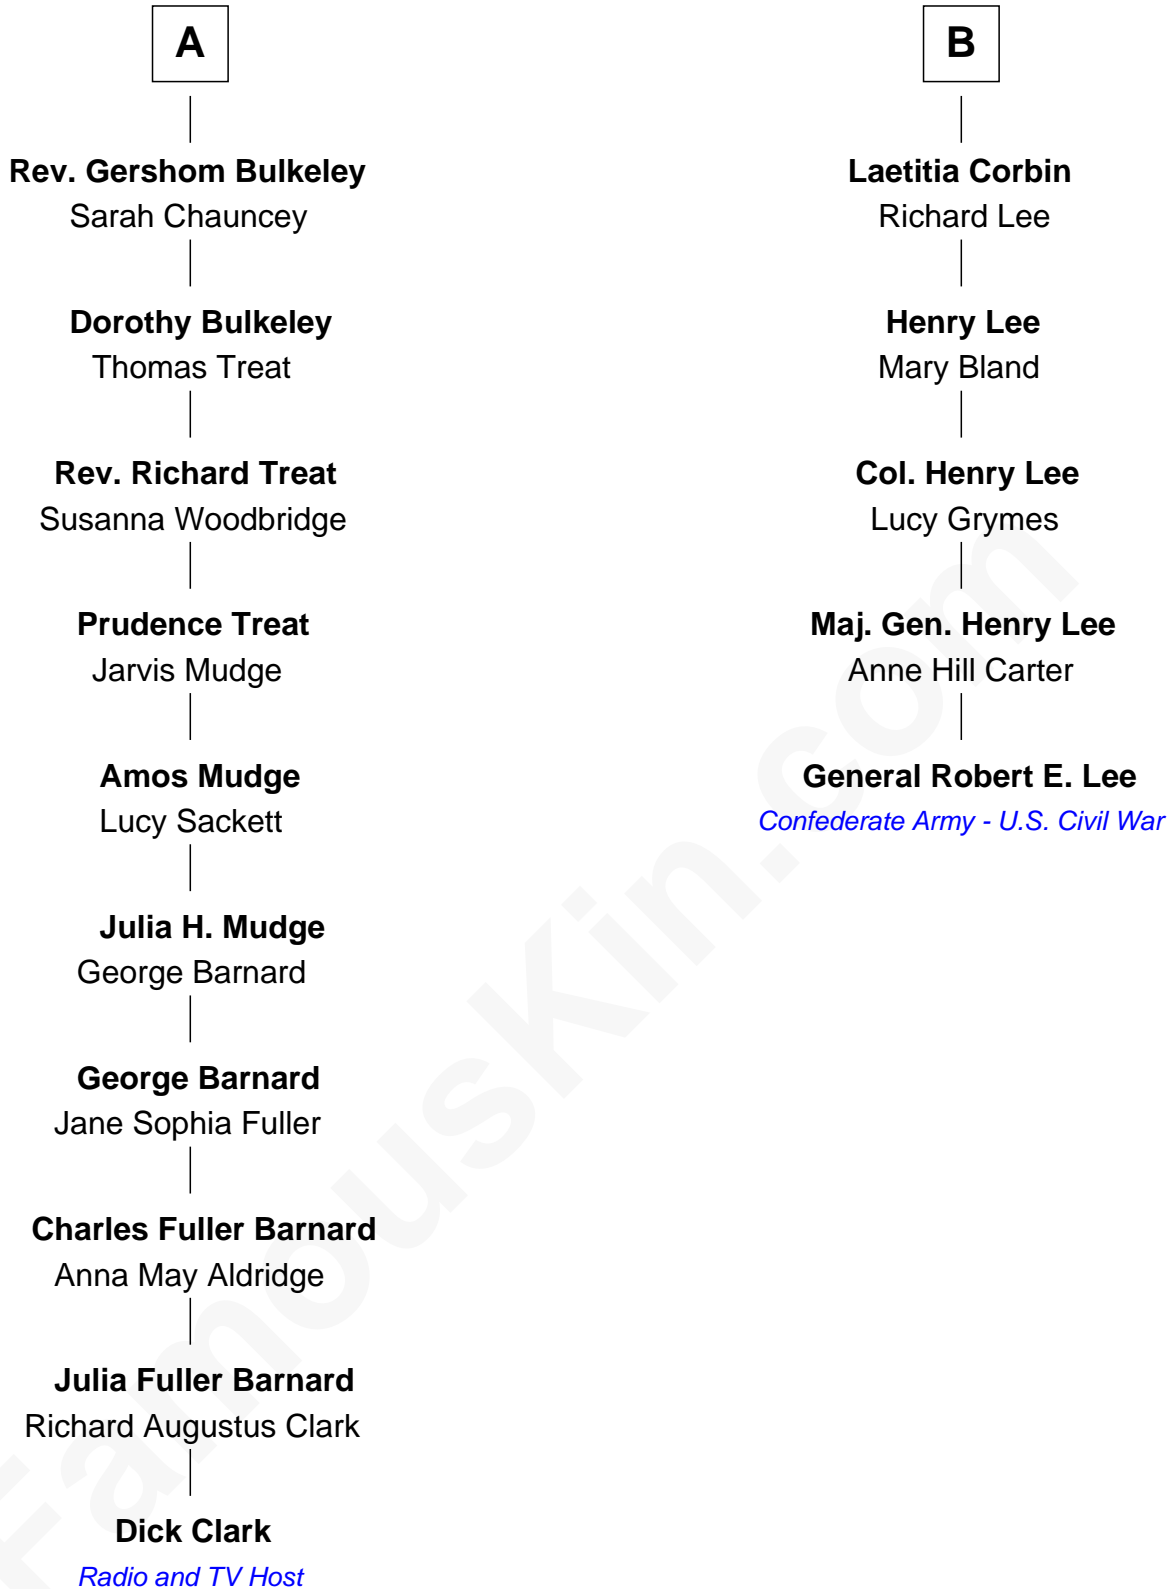 A
Rev. Gershom Bulkeley
Sarah Chauncey
Dorothy Bulkeley
Thomas Treat
Rev. Richard Treat
Susanna Woodbridge
Prudence Treat
Jarvis Mudge
Amos Mudge
Lucy Sackett
Julia H. Mudge
George Barnard
George Barnard
Jane Sophia Fuller
Charles Fuller Barnard
Anna May Aldridge
Julia Fuller Barnard
Richard Augustus Clark
Dick Clark
Radio and TV Host
B
Laetitia Corbin
Richard Lee
Henry Lee
Mary Bland
Col. Henry Lee
Lucy Grymes
Maj. Gen. Henry Lee
Anne Hill Carter
General Robert E. Lee
Confederate Army - U.S. Civil War
FamousKin.com